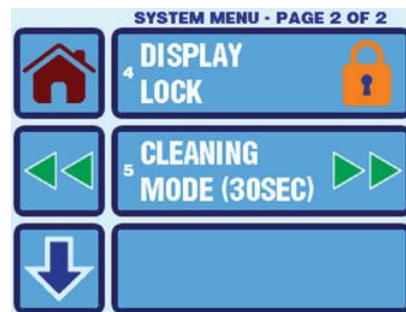 SYSTEM MENU - PAGE 2 OF 2
4 DISPLAY
LOCK
5 CLEANING
MODE (30SEC)